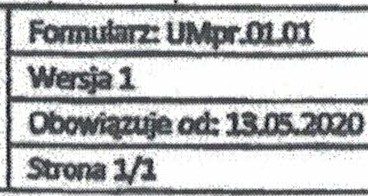 Formularz: UMpr.01.01
Wersja 1
Obowiązuje od: 13.05.2020
Strona 1/1